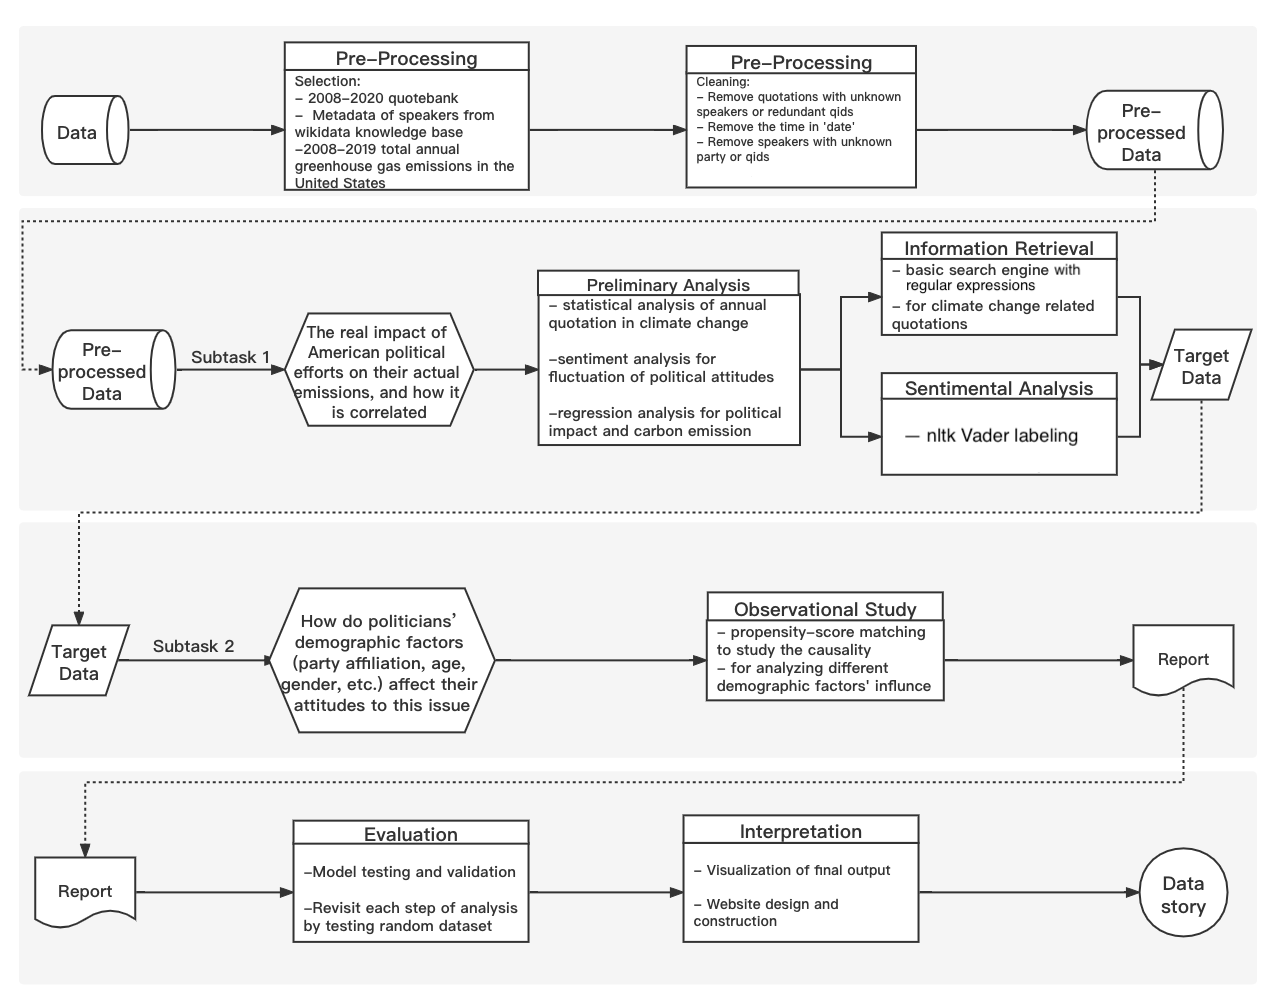 Data
Pre–Processing
Selection:
– 2008–2020 quotebank
– Metadata of speakers from
wikidata knowledge base
–2008–2019 total annual
greenhouse gas emissions in the
United States
Pre–Processing
Cleaning:
– Remove quotations with unknown
speakers or redundant qids
– Remove the time in 'date'
– Remove speakers with unknown
party or qids
Pre–
processed
Data
Pre–
processed
Data
Subtask 1
The real impact of
American political
efforts on their actual
emissions, and how it
is correlated
Preliminary Analysis
– statistical analysis of annual
quotation in climate change
–sentiment analysis for
fluctuation of political attitudes
–regression analysis for political
impact and carbon emission
Information Retrieval
– basic search engine with
regular expressions
– for climate change related
quotations
Sentimental Analysis
— nltk Vader labeling
Target
Data
Target
Data
Subtask 2
How do politicians’
demographic factors
(party affiliation, age,
gender, etc.) affect their
attitudes to this issue
Observational Study
– propensity–score matching
to study the causality
– for analyzing different
demographic factors' influnce
Report
Report
Evaluation
–Model testing and validation
–Revisit each step of analysis
by testing random dataset
Interpretation
– Visualization of final output
– Website design and
construction
Data
story